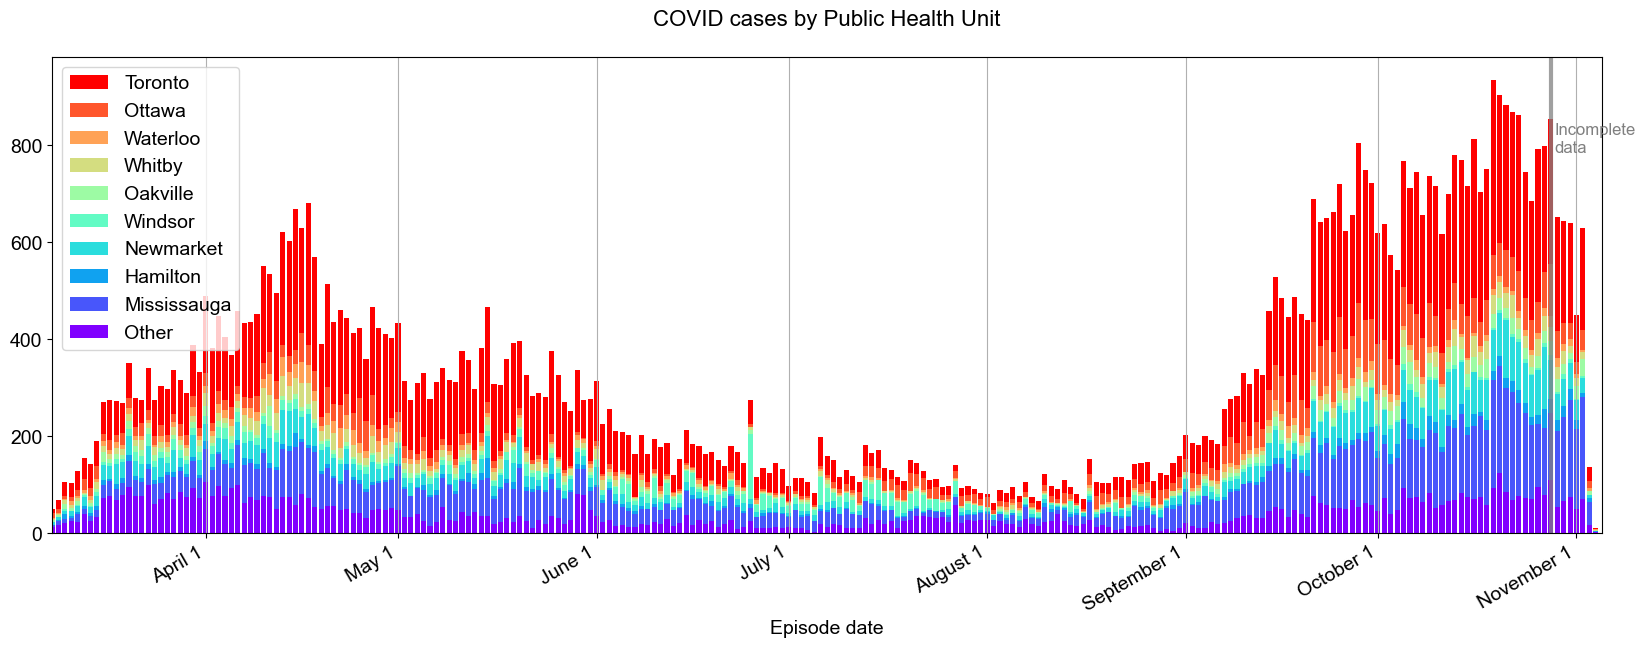 COVID cases by Public Health Unit
Toronto
Ottawa
Waterloo
Whitby
Oakville
Windsor
Newmarket
Hamilton
Mississauga
Other
Incomplete
data
800
600
400
200
0
April 1
May 1
June 1
July 1
August 1
September 1
October 1
November 1
Episode date